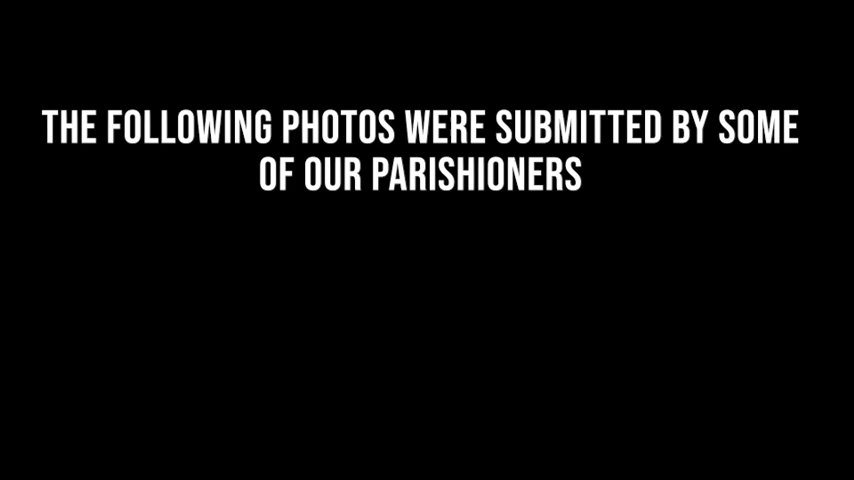 THE FOLLOWING PHOTOS WERE SUBMITTED BY SOME
OF OUR PARISHIONERS